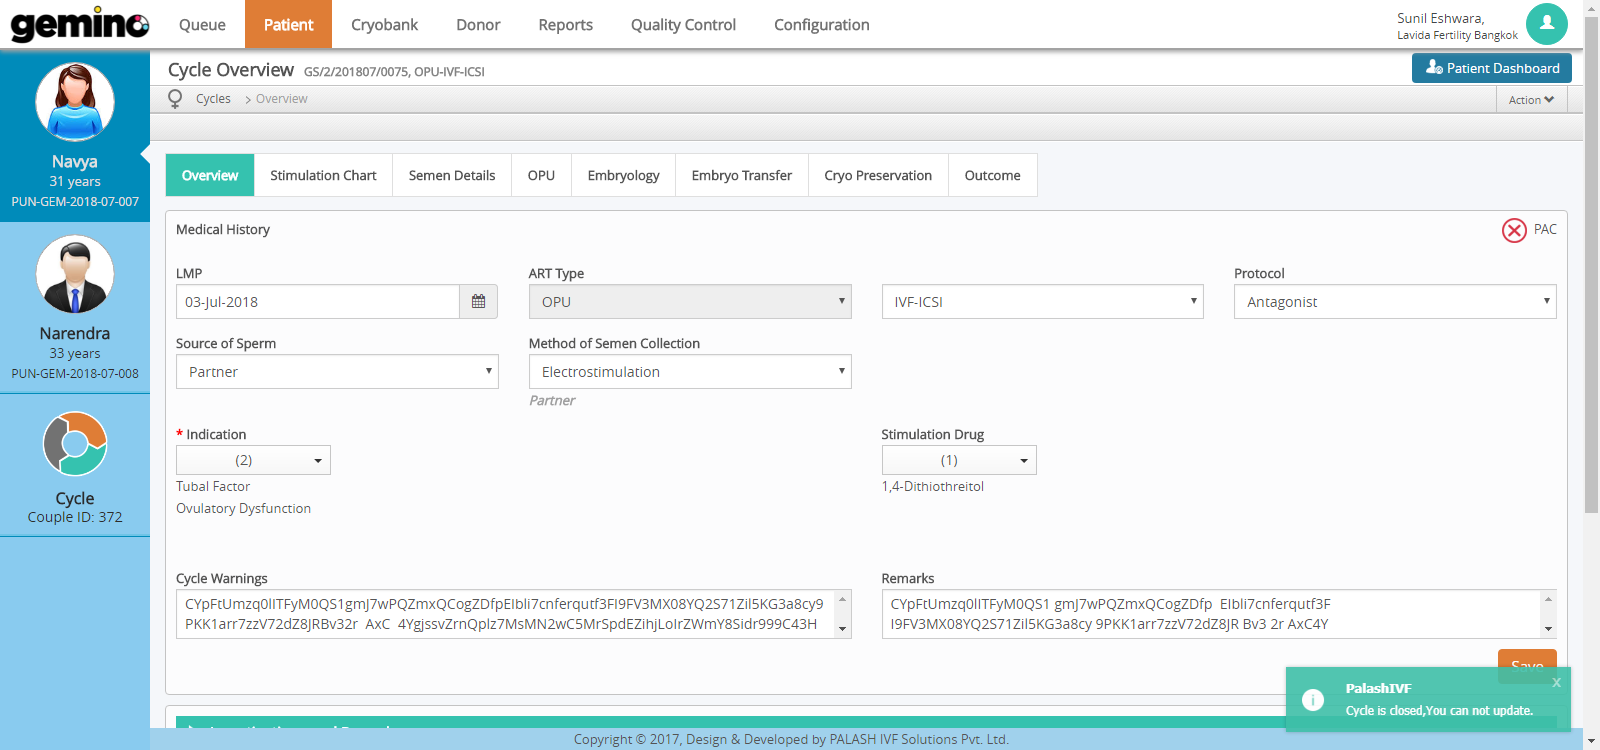 gemino
Queue
Patient
Cryobank
Donor
Reports
Quality Control
Configuration
Sunil Eshwara,
Lavida Fertility Bangkok
Navya
31 years
PUN-GEM-2018-07-007
Narendra
33 years
PUN-GEM-2018-07-008
Cycle
Couple ID: 372
Cycle Overview GS/2/201807/0075, OPU-IVF-ICSI
Patient Dashboard
Cycles > Overview
Action
Overview
Stimulation Chart
Semen Details
OPU
Embryology
Embryo Transfer
Cryo Preservation
Outcome
Medical History
PAC
LMP
03-Jul-2018
ART Type
OPU
IVF-ICSI
Protocol
Antagonist
Source of Sperm
Partner
Method of Semen Collection
Electrostimulation
Partner
* Indication
(2)
Tubal Factor
Ovulatory Dysfunction
Stimulation Drug
(1)
1,4-Dithiothreitol
Cycle Warnings
CYpFtUmzq0lITFyM0QS1gmJ7wPQZmxQCogZDfpEIbli7cnferqutf3FI9FV3MX08YQ2S71Zil5KG3a8cy9
PKK1arr7zzV72dZ8JRBv32r AxC 4YgjssvZrnQplz7MsMN2wC5MrSpdEZihjLoIrZWmY8Sidr999C43H
Remarks
CYpFtUmzq0lITFyM0QS1 gmJ7wPQZmxQCogZDfp EIbli7cnferqutf3F
I9FV3MX08YQ2S71Zil5KG3a8cy 9PKK1arr7zzV72dZ8JR Bv3 2r AxC4Y
Save
PalashIVF
x
Cycle is closed,You can not update.
Copyright © 2017, Design & Developed by PALASH IVF Solutions Pvt. Ltd.